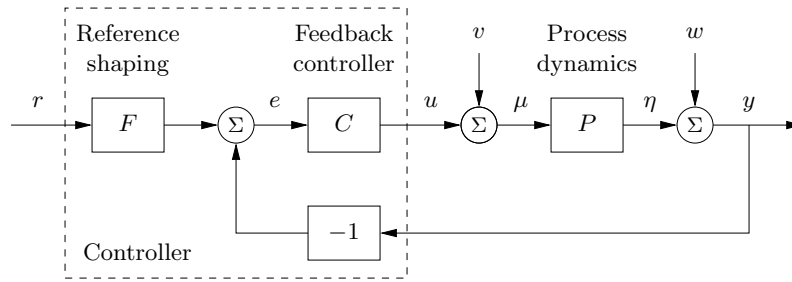 Reference
shaping
Feedback
controller
v
Process
dynamics
w
r
F
Σ
e
C
u
Σ
μ
P
η
Σ
y
−1
Controller